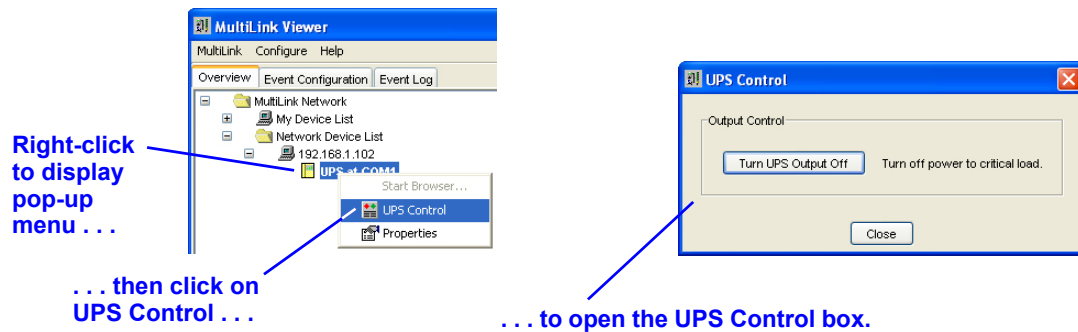 MultiLink Viewer
MultiLink Configure Help
Overview Event Configuration Event Log
MultiLink Network
My Device List
Network Device List
192.168.1.102
UPS at COM1
Start Browser...
UPS Control
Properties
Right-click
to display
pop-up
menu . . .
. . . then click on
UPS Control . . .
UPS Control
Output Control
Turn UPS Output Off Turn off power to critical load.
Close
. . . to open the UPS Control box.